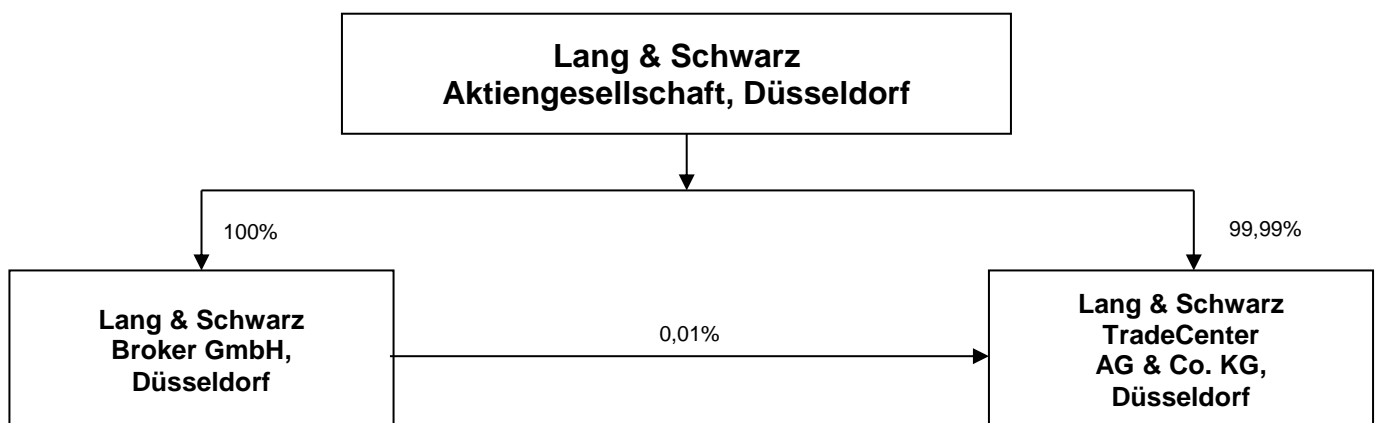 Lang & Schwarz
Aktiengesellschaft, Düsseldorf
100%
99,99%
Lang & Schwarz
Broker GmbH,
Düsseldorf
0,01%
Lang & Schwarz
TradeCenter
AG & Co. KG,
Düsseldorf